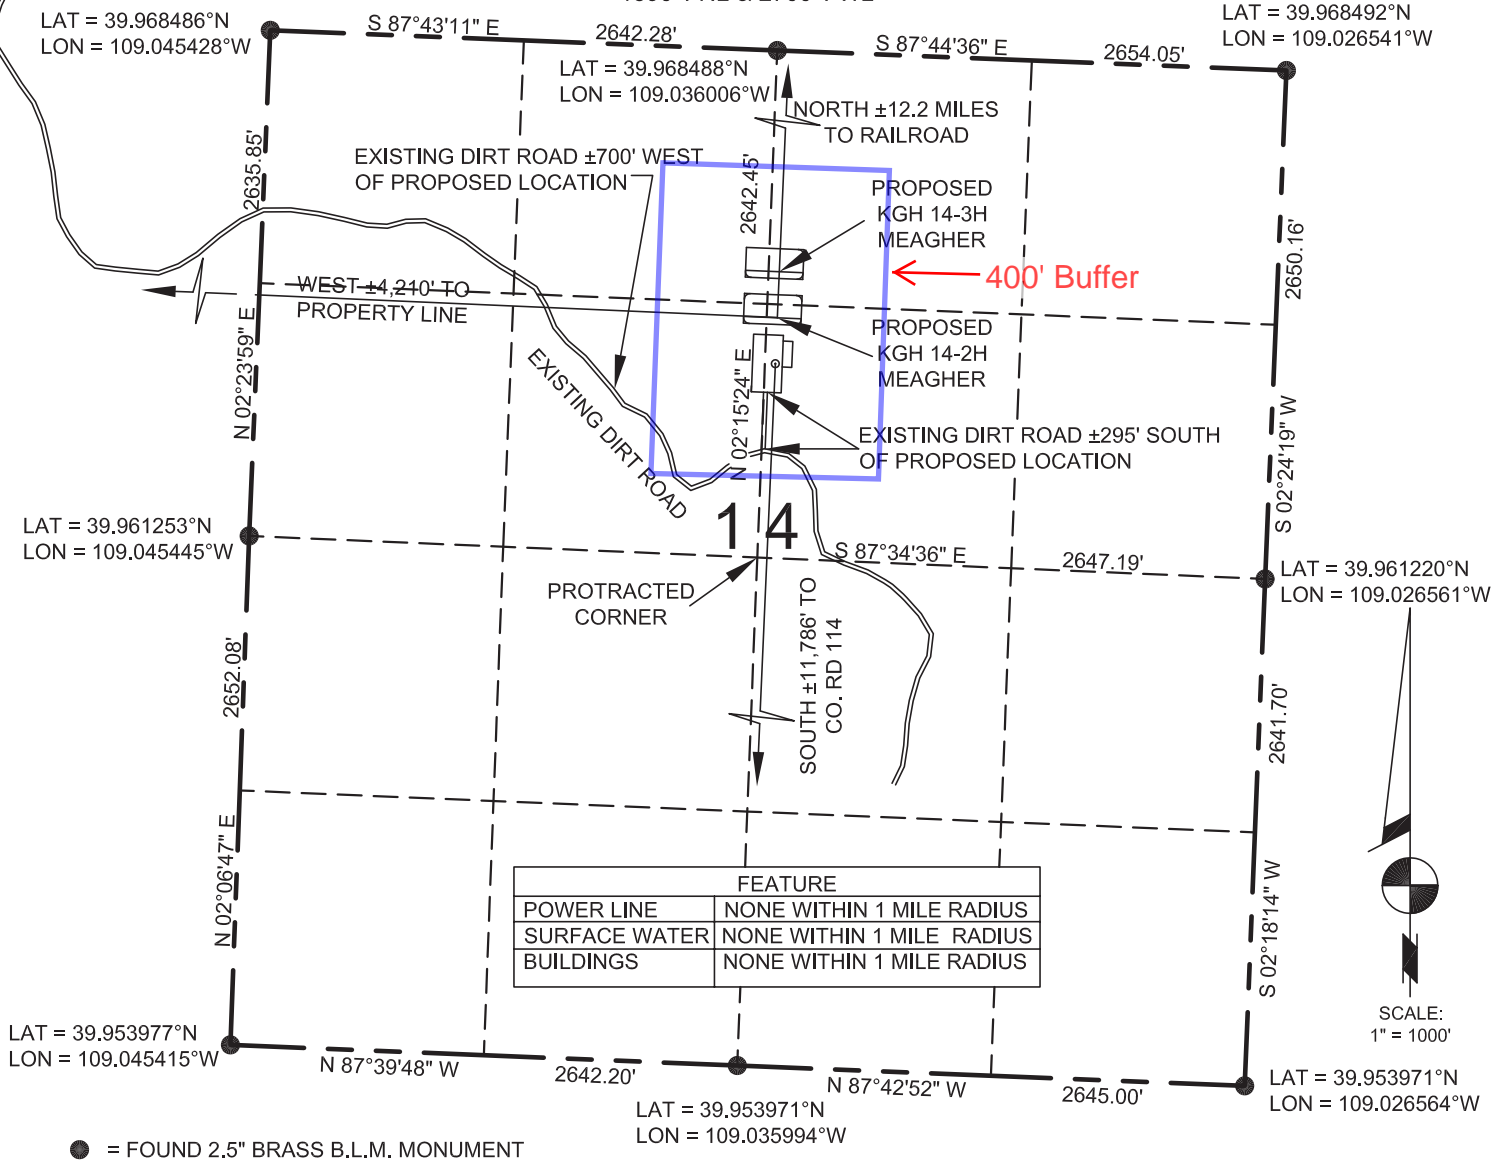 LAT = 39.968486°N
LON = 109.045428°W
S 87°43'11" E
2642.28'
S 87°44'36" E
2654.05'
LAT = 39.968492°N
LON = 109.026541°W
LAT = 39.968488°N
LON = 109.036006°W
NORTH ±12.2 MILES
TO RAILROAD
2635.85'
EXISTING DIRT ROAD ±700' WEST
OF PROPOSED LOCATION
2642.45'
PROPOSED
KGH 14-3H
MEAGHER
2650.16'
400' Buffer
WEST ±4,210' TO
PROPERTY LINE
PROPOSED
KGH 14-2H
MEAGHER
N 02°23'59" E
EXISTING DIRT ROAD
N 02°15'24" E
EXISTING DIRT ROAD ±295' SOUTH
OF PROPOSED LOCATION
S 02°24'19" W
14
LAT = 39.961253°N
LON = 109.045445°W
S 87°34'36" E
2647.19'
LAT = 39.961220°N
LON = 109.026561°W
PROTRACTED
CORNER
SOUTH ±11,786' TO
CO. RD 114
2652.08'
2641.70'
N 02°06'47" E
FEATURE
POWER LINE NONE WITHIN 1 MILE RADIUS
SURFACE WATER NONE WITHIN 1 MILE RADIUS
BUILDINGS NONE WITHIN 1 MILE RADIUS
S 02°18'14" W
SCALE:
1" = 1000'
LAT = 39.953977°N
LON = 109.045415°W
N 87°39'48" W
2642.20'
N 87°42'52" W
2645.00'
LAT = 39.953971°N
LON = 109.026564°W
LAT = 39.953971°N
LON = 109.035994°W
= FOUND 2.5" BRASS B.L.M. MONUMENT